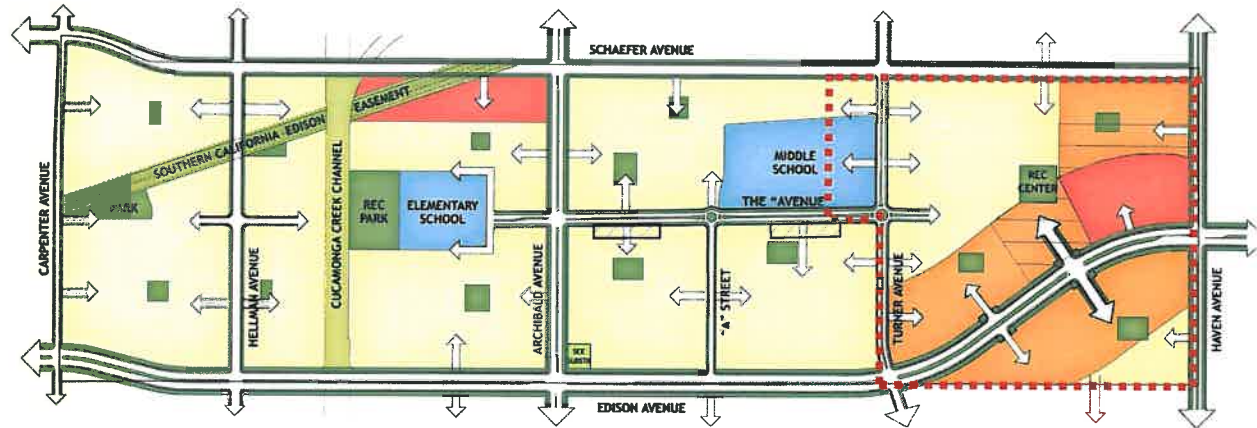 SCHAEFER AVENUE
SOUTHERN CALIFORNIA EDISON EASEMENT
PARK
CARPENTER AVENUE
HELLMAN AVENUE
CUCAMONGA CREEK CHANNEL
REC
PARK
ELEMENTARY
SCHOOL
ARCHIBALD AVENUE
MIDDLE
SCHOOL
THE "AVENUE
"A" STREET
TURNER AVENUE
REC
CENTER
HAVEN AVENUE
SCE
EDISON AVENUE